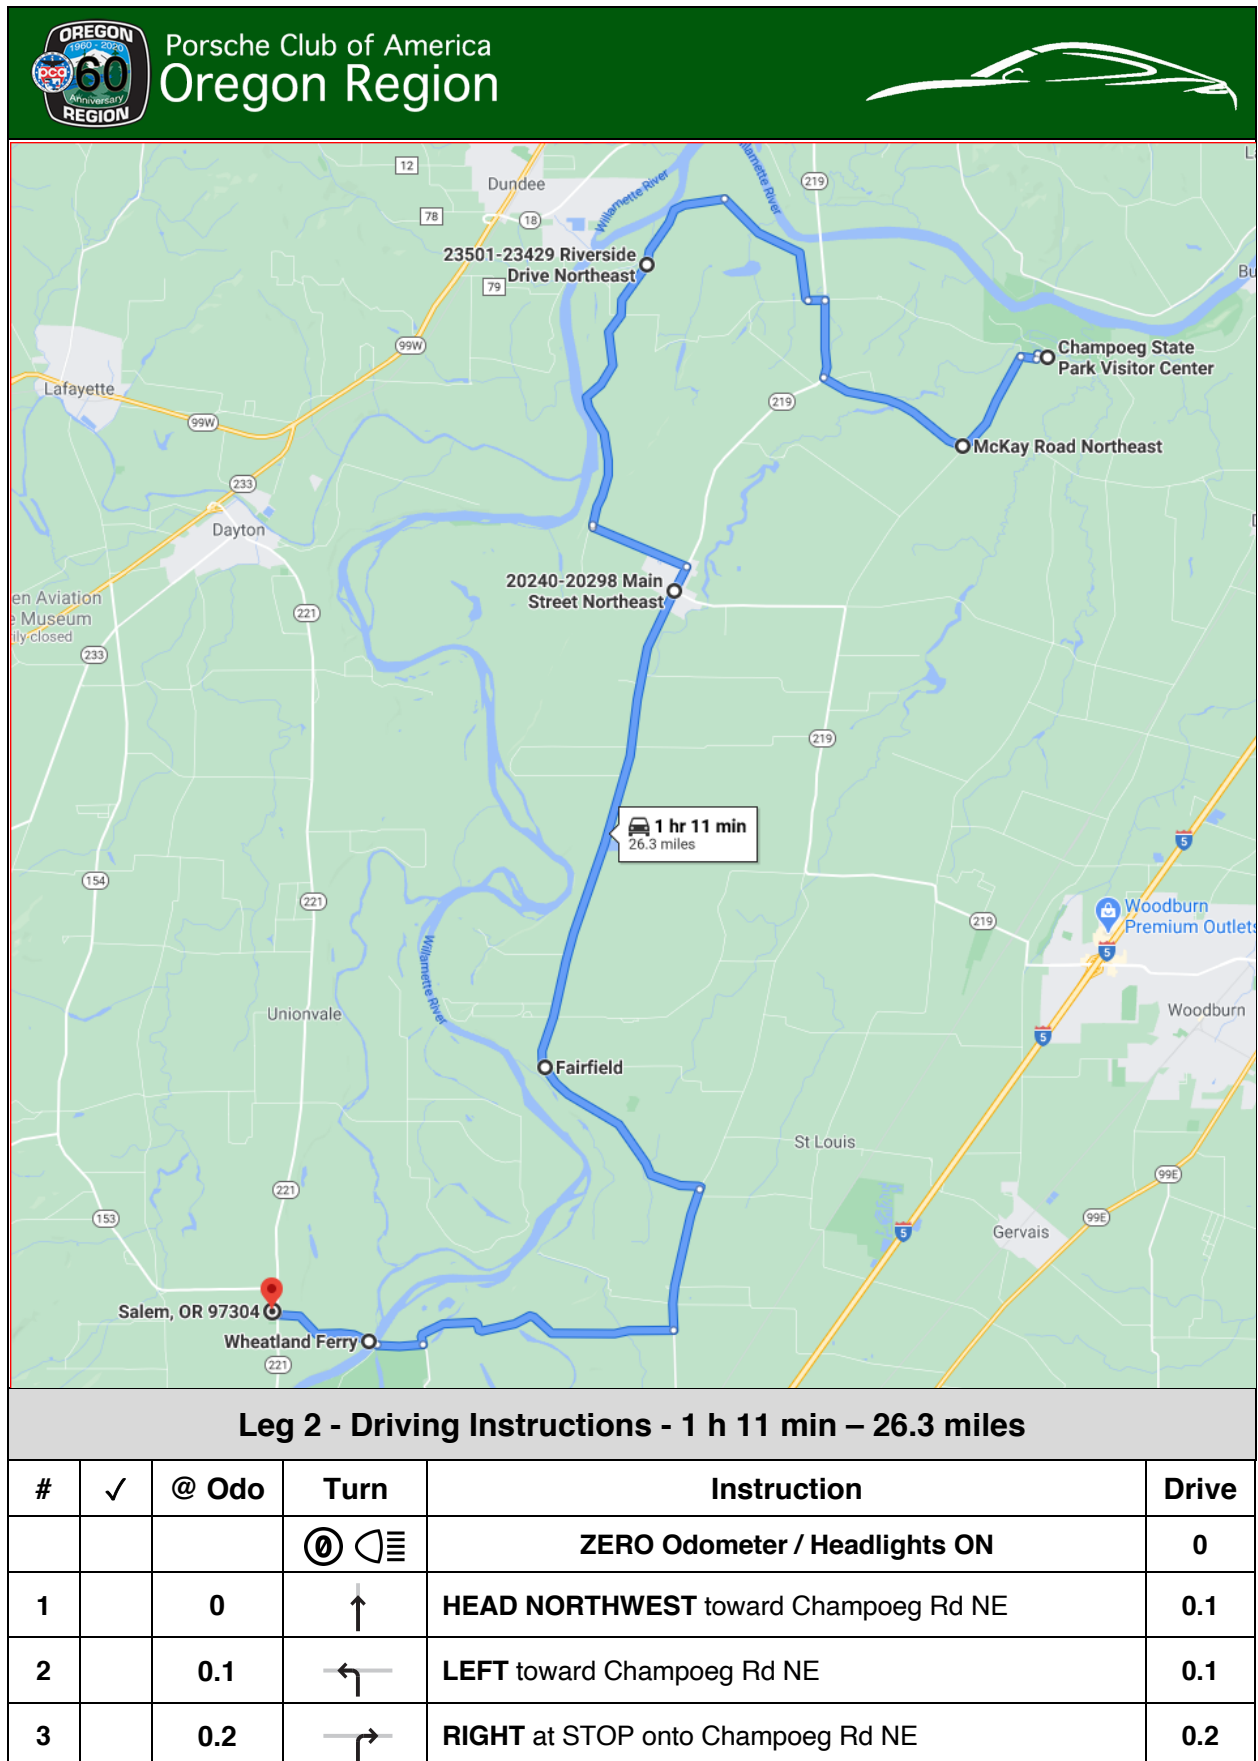 OREGON
1960 - 2020
pca
60
Anniversary
REGION
Porsche Club of America
Oregon Region
12
Dundee
Willamette River
219
78
18
23501-23429 Riverside
Drive Northeast
79
Bu
99W
Champoeg State
Park Visitor Center
Lafayette
219
99W
McKay Road Northeast
233
Dayton
20240-20298 Main
Street Northeast
en Aviation
e Museum
ily closed
221
233
219
1 hr 11 min
26.3 miles
5
154
221
Woodburn
Premium Outlets
219
5
Willamette River
Unionvale
Woodburn
5
Fairfield
St Louis
99E
221
153
99E
5
Gervais
Salem, OR 97304
Wheatland Ferry
221
Leg 2 - Driving Instructions - 1 h 11 min – 26.3 miles
# ✓ @ Odo Turn Instruction Drive
0 ZERO Odometer / Headlights ON 0
1 0 HEAD NORTHWEST toward Champoeg Rd NE 0.1
2 0.1 LEFT toward Champoeg Rd NE 0.1
3 0.2 RIGHT at STOP onto Champoeg Rd NE 0.2